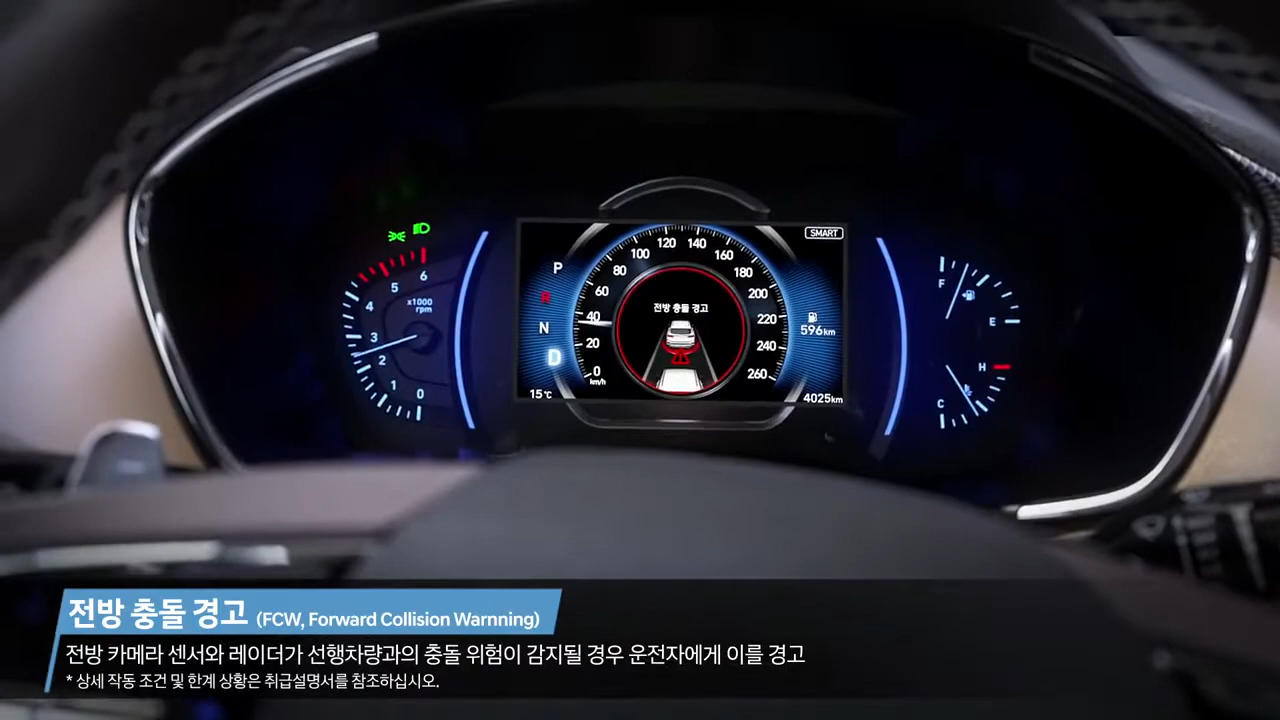 SMART
120 140
100 160
80 180
60 200
40 220
20 240
0 260
km/h
P
R
N
D
전방 충돌 경고
596km
15℃
4025km
6
5
4
3
2
1
0
x1000
rpm
F
E
H
C
전방 충돌 경고 (FCW, Forward Collision Warnning)
전방 카메라 센서와 레이더가 선행차량과의 충돌 위험이 감지될 경우 운전자에게 이를 경고
* 상세 작동 조건 및 한계 상황은 취급설명서를 참조하십시오.